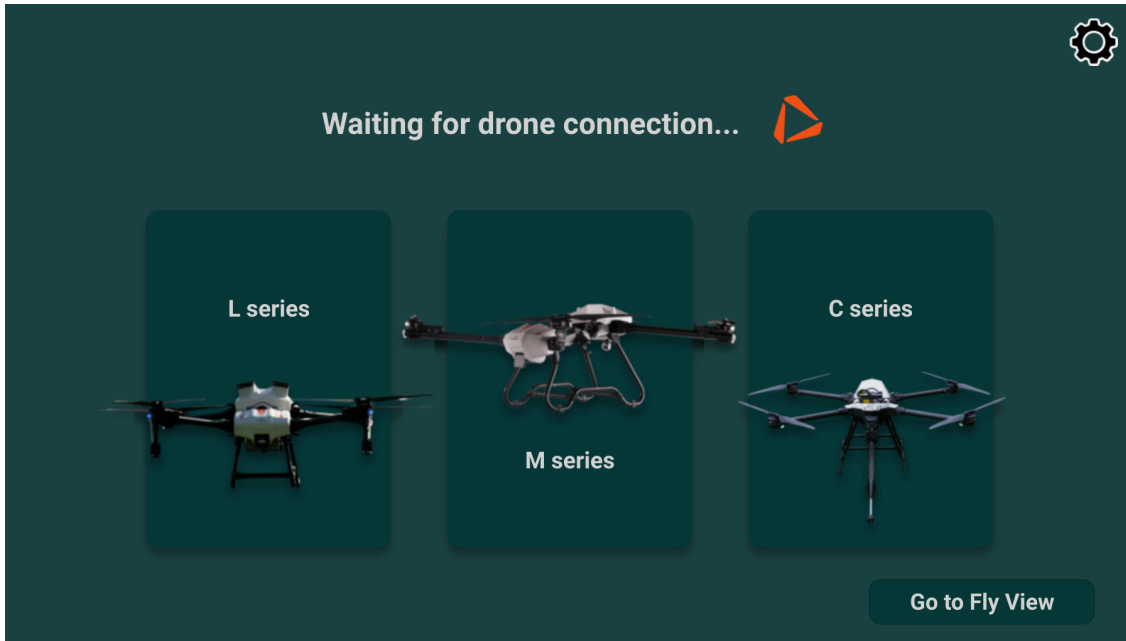 Waiting for drone connection...
L series
M series
C series
Go to Fly View